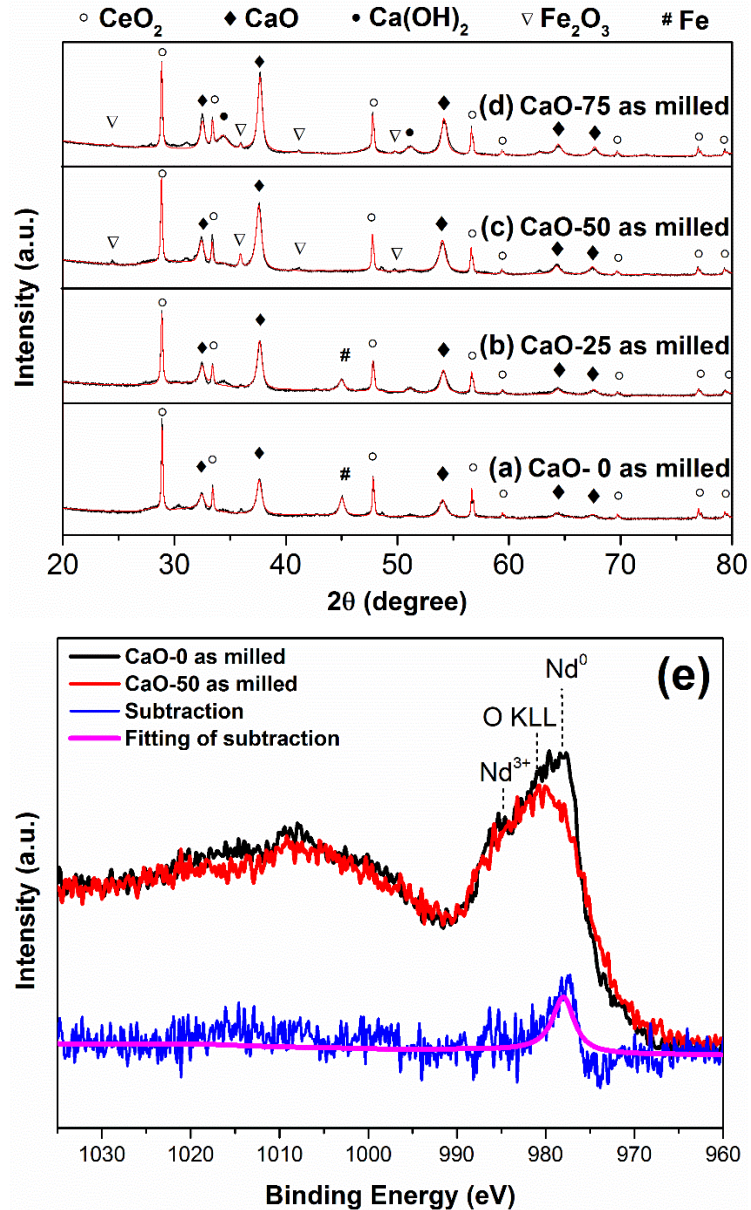 ○ CeO₂ ◆ CaO ● Ca(OH)₂ ▽ Fe₂O₃ # Fe
(d) CaO-75 as milled
(c) CaO-50 as milled
#
(b) CaO-25 as milled
#
(a) CaO- 0 as milled
Intensity (a.u.)
20 30 40 50 60 70 80
2θ (degree)
CaO-0 as milled
CaO-50 as milled
Subtraction
Fitting of subtraction
(e)
Nd⁰
O KLL
Nd³⁺
Intensity (a.u.)
1030 1020 1010 1000 990 980 970 960
Binding Energy (eV)